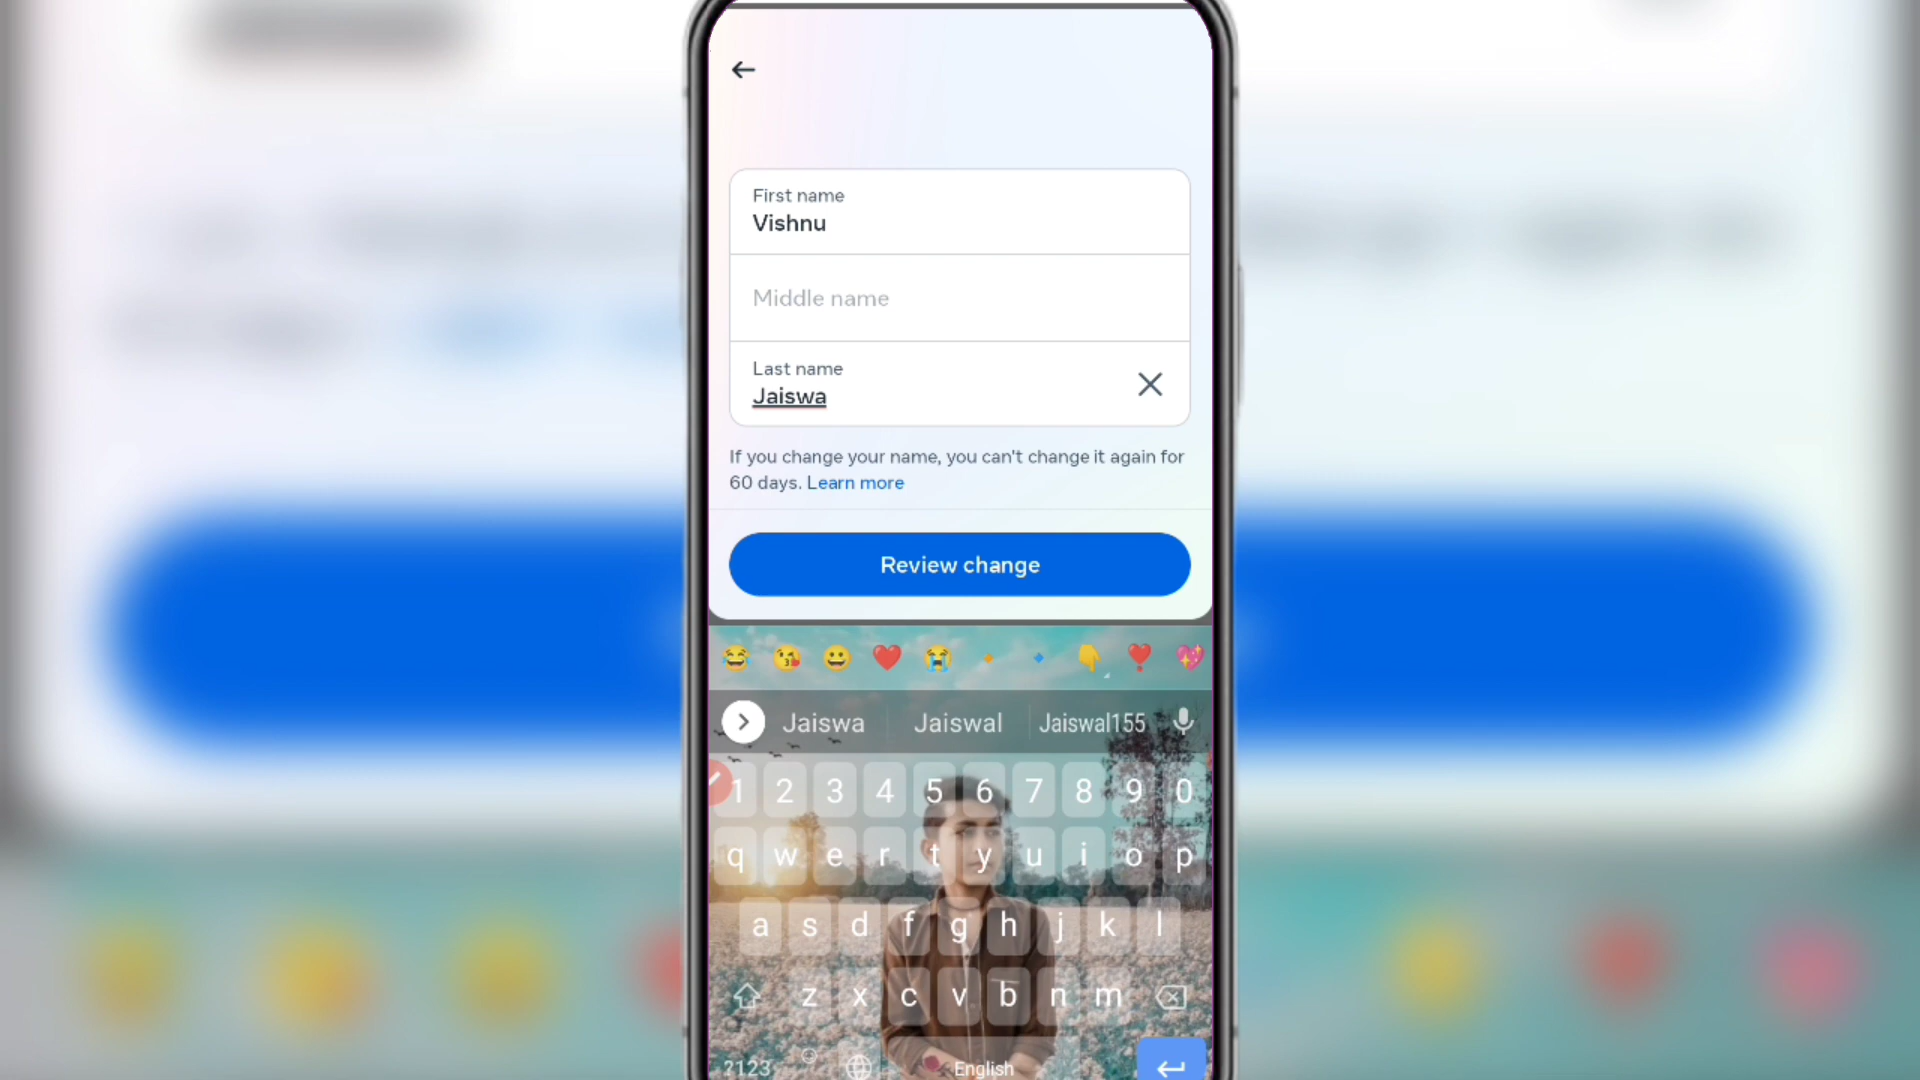 First name
Vishnu
Middle name
Last name
Jaiswa
If you change your name, you can't change it again for
60 days. Learn more
Review change
Jaiswa Jaiswal Jaiswal155
1 2 3 4 5 6 7 8 9 0
q w e r t y u i o p
a s d f g h j k l
z x c v b n m
?123 English